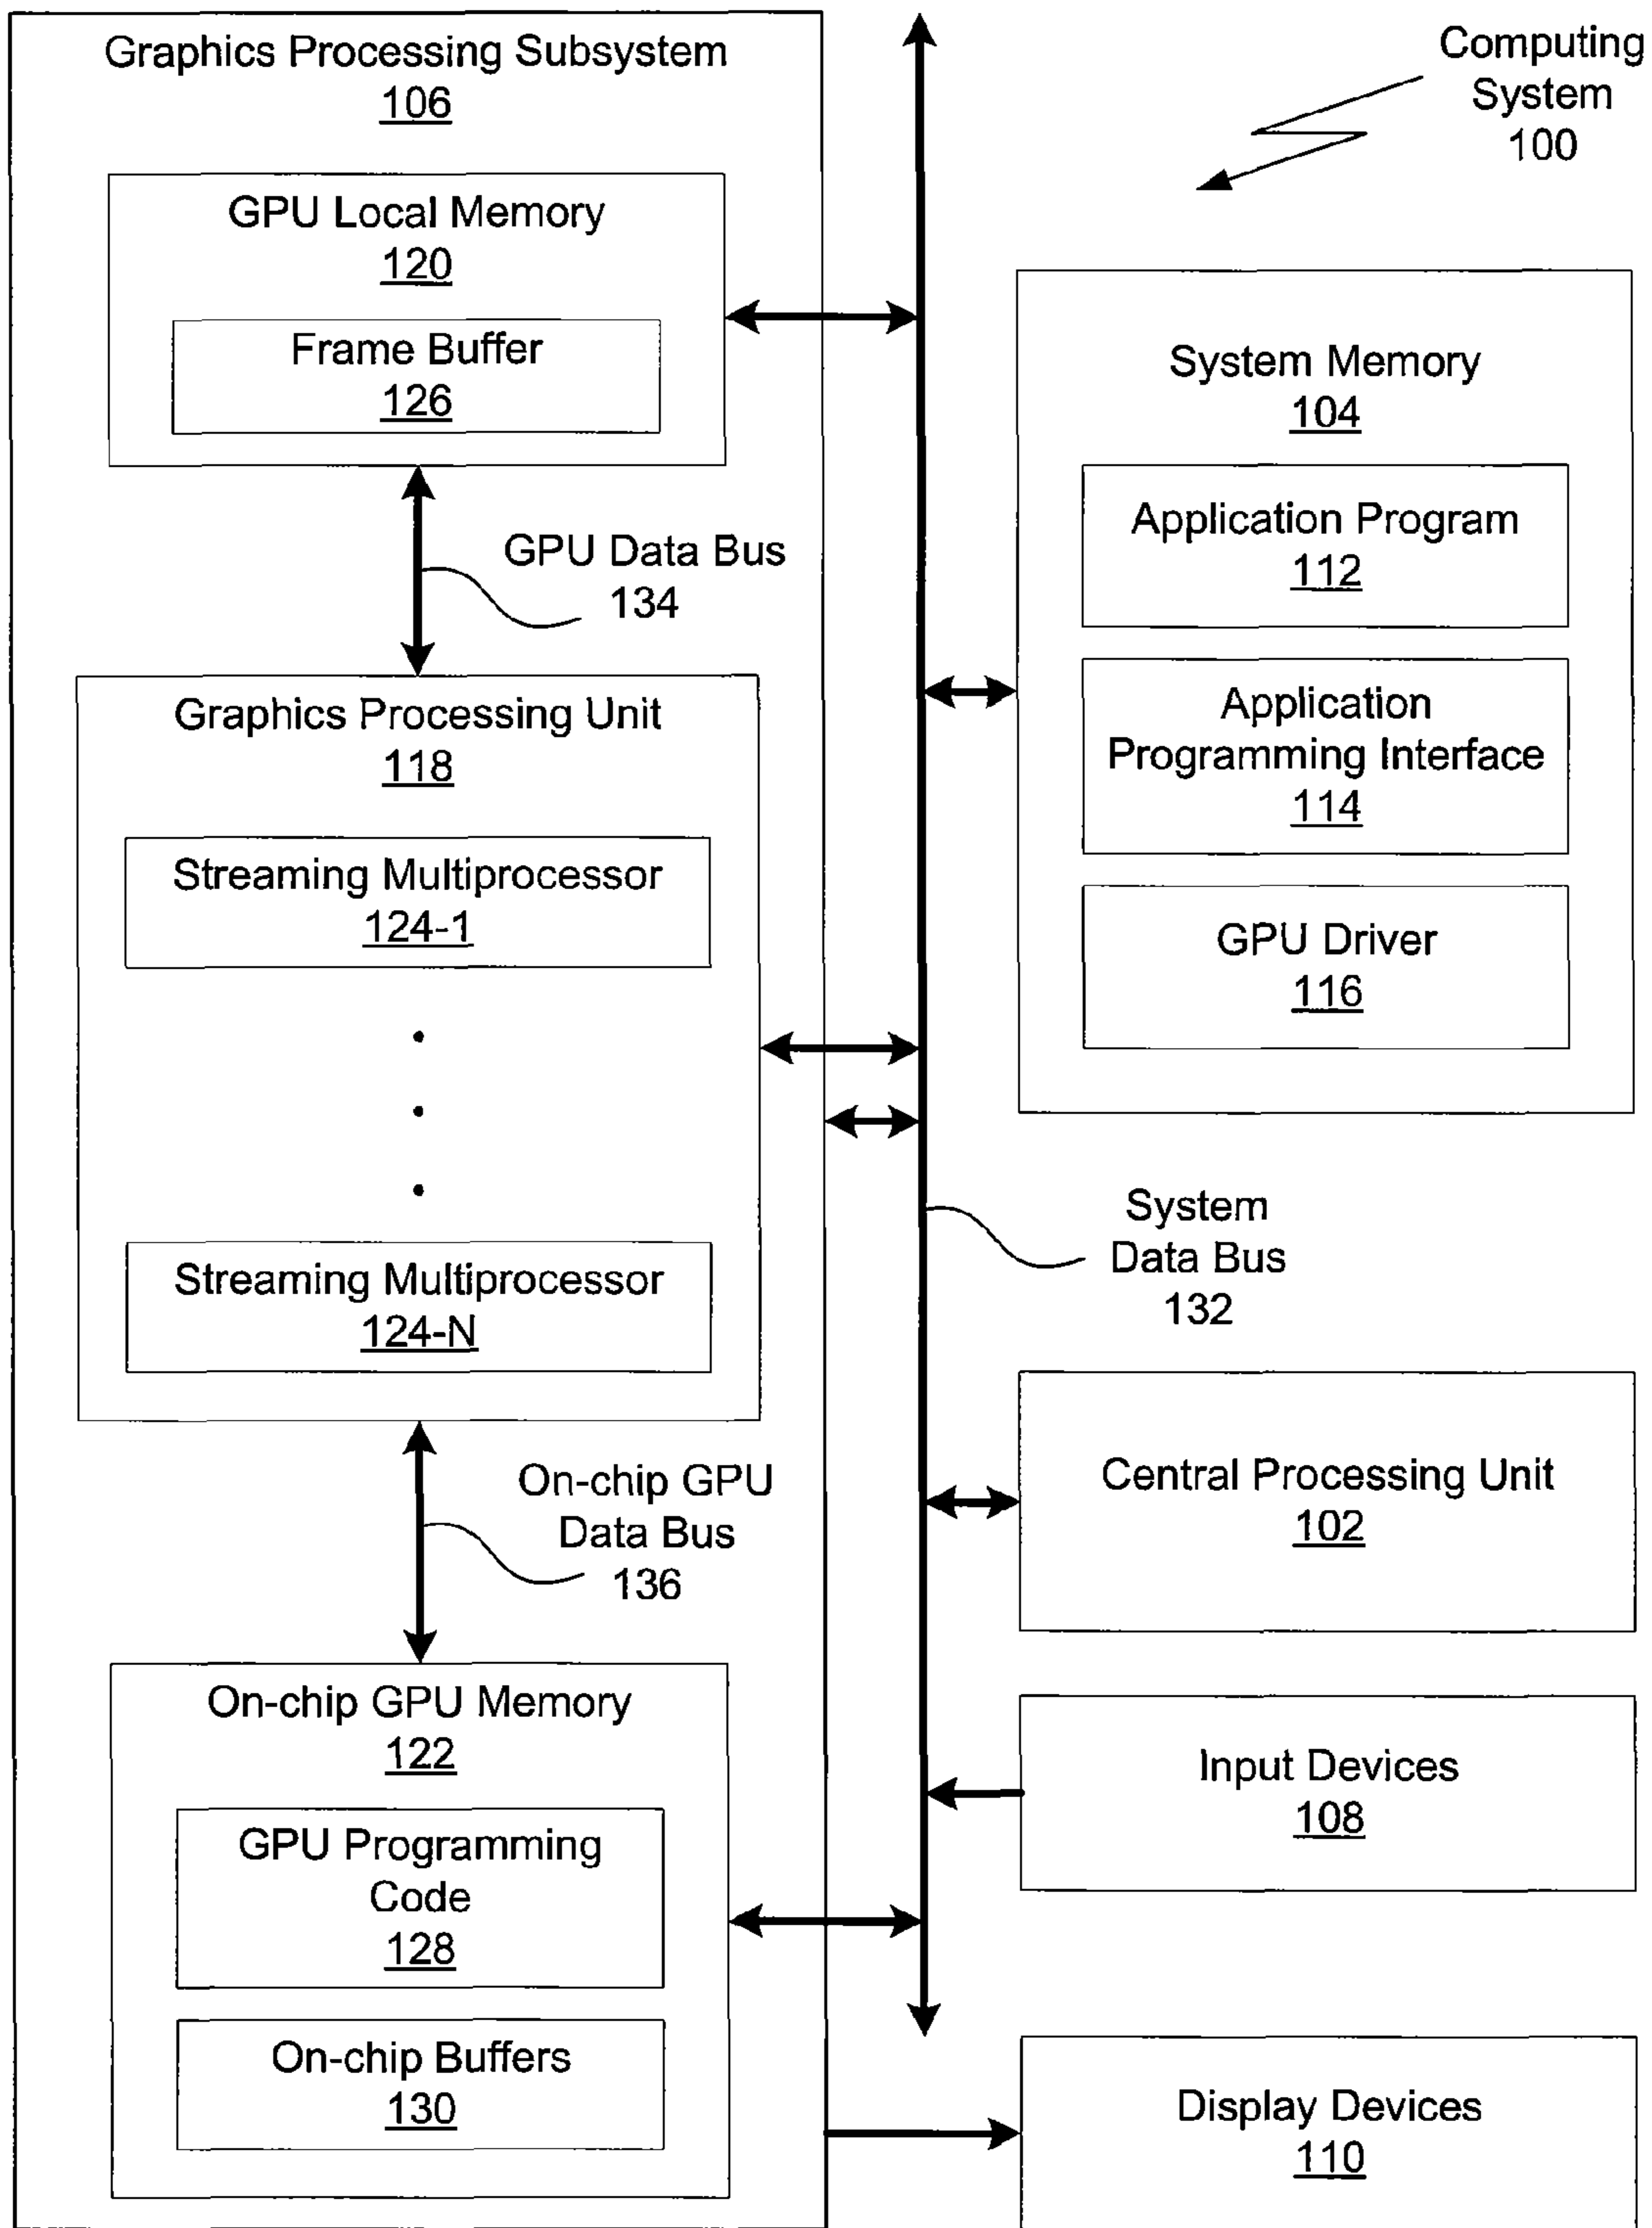 Graphics Processing Subsystem
106
GPU Local Memory
120
Frame Buffer
126
GPU Data Bus
134
Graphics Processing Unit
118
Streaming Multiprocessor
124-1
Streaming Multiprocessor
124-N
On-chip GPU
Data Bus
136
On-chip GPU Memory
122
GPU Programming
Code
128
On-chip Buffers
130
Computing
System
100
System Memory
104
Application Program
112
Application
Programming Interface
114
GPU Driver
116
System
Data Bus
132
Central Processing Unit
102
Input Devices
108
Display Devices
110